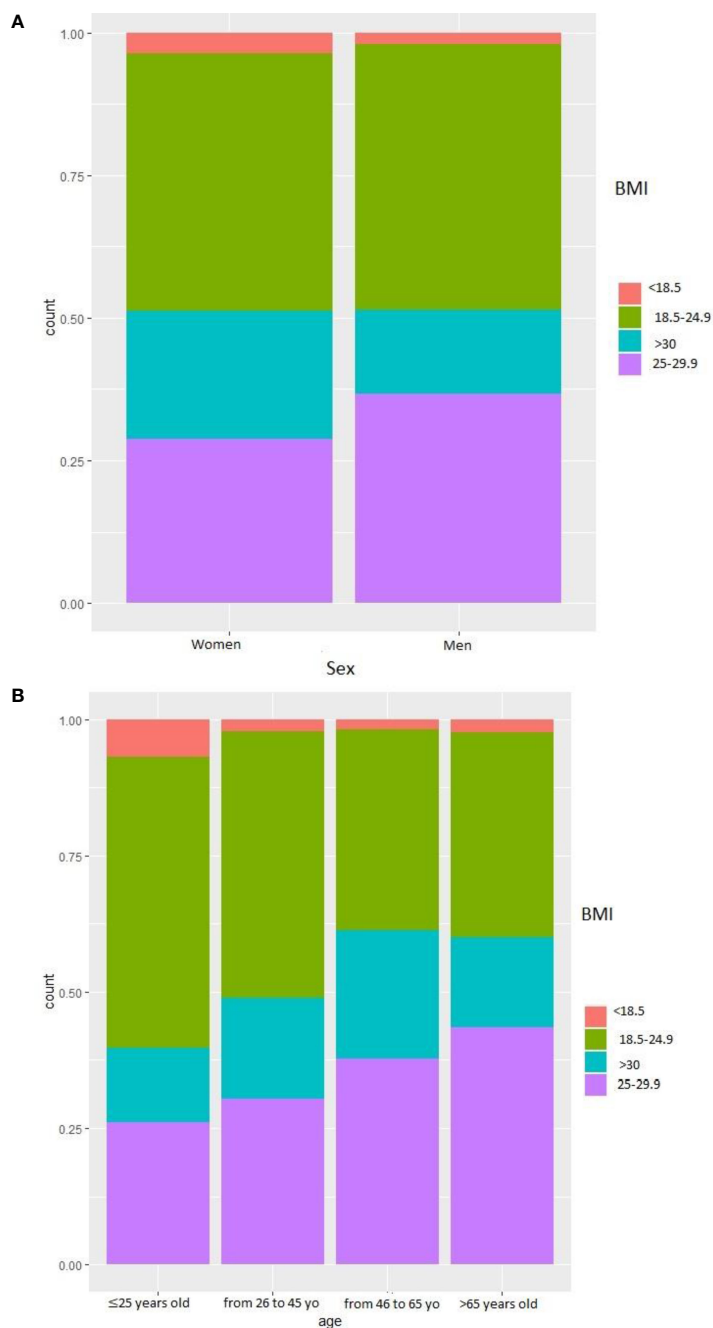 A
1.00
0.75
0.50
0.25
0.00
count
Women
Men
Sex
BMI
<18.5
18.5-24.9
>30
25-29.9
B
1.00
0.75
0.50
0.25
0.00
count
≤25 years old
from 26 to 45 yo
from 46 to 65 yo
>65 years old
age
BMI
<18.5
18.5-24.9
>30
25-29.9